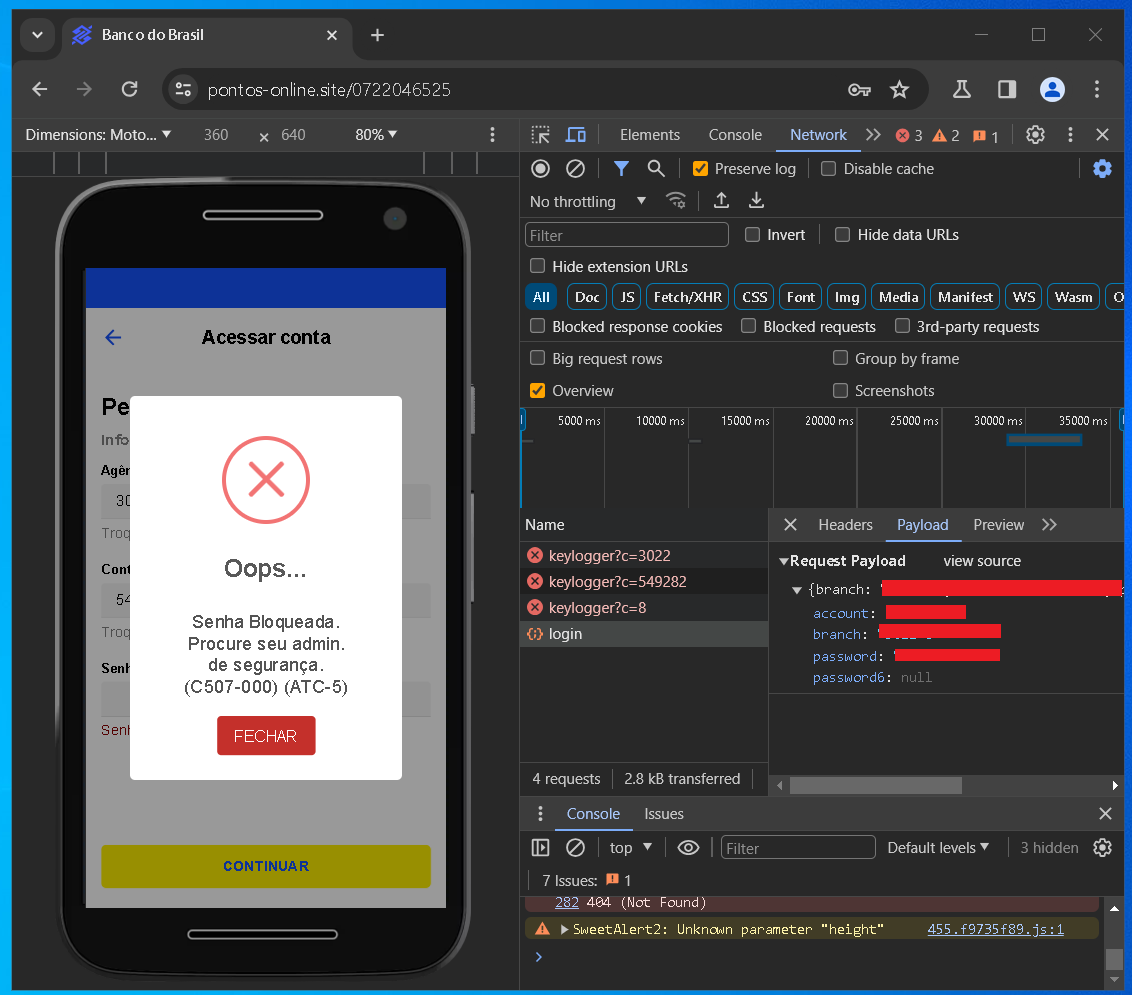 Banco do Brasil
pontos-online.site/0722046525
Dimensions: Moto... 360 x 640 80%
Elements Console Network 3 2 1
Preserve log Disable cache
No throttling
Filter Invert Hide data URLs
Hide extension URLs
All Doc JS Fetch/XHR CSS Font Img Media Manifest WS Wasm O
Blocked response cookies Blocked requests 3rd-party requests
Big request rows Group by frame
Overview Screenshots
5000 ms 10000 ms 15000 ms 20000 ms 25000 ms 30000 ms 35000 ms
Name
keylogger?c=3022
keylogger?c=549282
keylogger?c=8
login
4 requests 2.8 kB transferred
Headers Payload Preview
Request Payload view source
{branch: "
account:
branch:
password: "
password6: null
Console Issues
top Filter Default levels 3 hidden
7 Issues: 1
282 404 (Not Found)
SweetAlert2: Unknown parameter "height" 455.f9735f89.js:1
Acessar conta
Pe
Info
Agên
30
Troq
Cont
54
Troq
Senh
Senh
Oops...
Senha Bloqueada.
Procure seu admin.
de segurança.
(C507-000) (ATC-5)
FECHAR
CONTINUAR